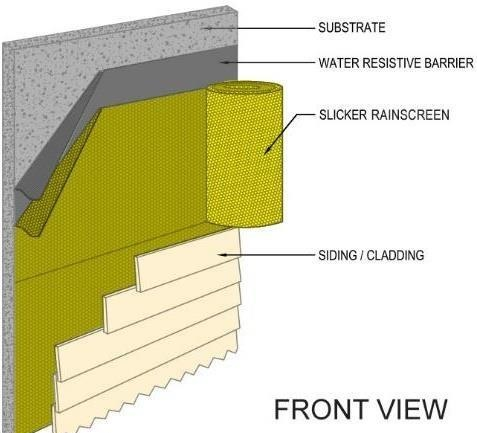 SUBSTRATE
WATER RESISTIVE BARRIER
SLICKER RAINSCREEN
SIDING / CLADDING
FRONT VIEW